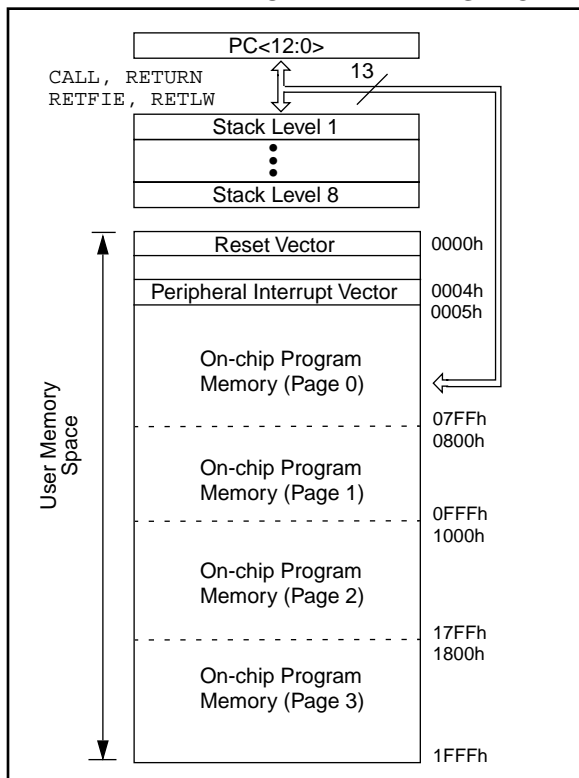 PC<12:0>
CALL, RETURN
RETFIE, RETLW
13
Stack Level 1
Stack Level 8
Reset Vector
0000h
Peripheral Interrupt Vector
0004h
0005h
On-chip Program
Memory (Page 0)
07FFh
0800h
User Memory
Space
On-chip Program
Memory (Page 1)
0FFFh
1000h
On-chip Program
Memory (Page 2)
17FFh
1800h
On-chip Program
Memory (Page 3)
1FFFh